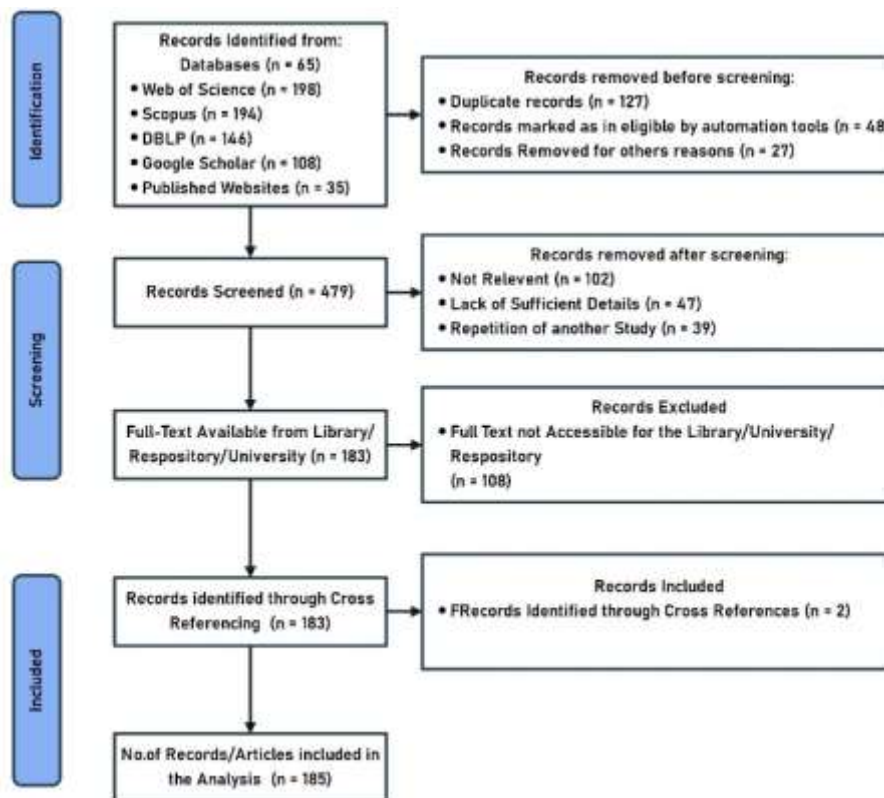 Identification
Records Identified from:
Databases (n = 65)
• Web of Science (n = 198)
• Scopus (n = 194)
• DBLP (n = 146)
• Google Scholar (n = 108)
• Published Websites (n = 35)
Records removed before screening:
• Duplicate records (n = 127)
• Records marked as in eligible by automation tools (n = 48
• Records Removed for others reasons (n = 27)
Screening
Records Screened (n = 479)
Records removed after screening:
• Not Relevent (n = 102)
• Lack of Sufficient Details (n = 47)
• Repetition of another Study (n = 39)
Full-Text Available from Library/
Respository/University (n = 183)
Records Excluded
• Full Text not Accessible for the Library/University/
Respository
(n = 108)
Included
Records identified through Cross
Referencing (n = 183)
Records Included
• FRecords Identified through Cross References (n = 2)
No.of Records/Articles included in
the Analysis (n = 185)